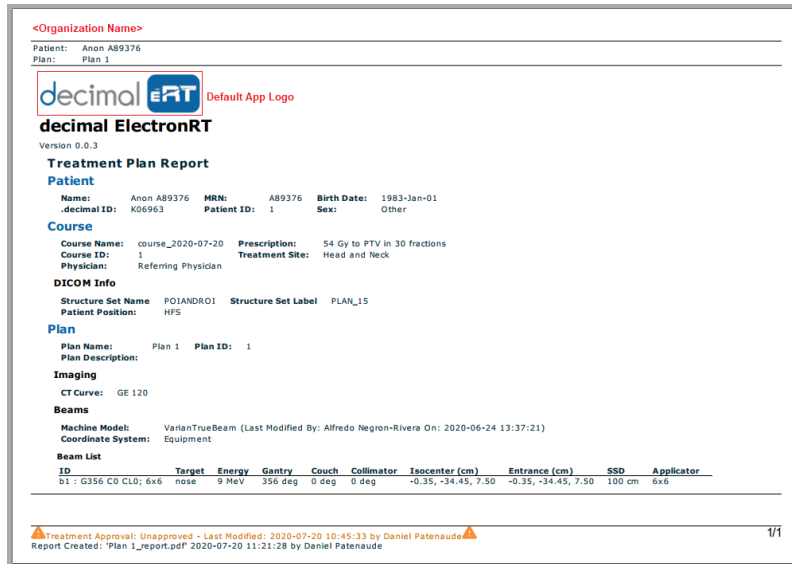 <Organization Name>
Patient: Anon A89376
Plan: Plan 1
decimal ERT Default App Logo
decimal ElectronRT
Version 0.0.3
Treatment Plan Report
Patient
Name: Anon A89376 MRN: A89376 Birth Date: 1983-Jan-01
.decimal ID: K06963 Patient ID: 1 Sex: Other
Course
Course Name: course_2020-07-20 Prescription: 54 Gy to PTV in 30 fractions
Course ID: 1 Treatment Site: Head and Neck
Physician: Referring Physician
DICOM Info
Structure Set Name POIANDROI Structure Set Label PLAN_15
Patient Position: HFS
Plan
Plan Name: Plan 1 Plan ID: 1
Plan Description:
Imaging
CT Curve: GE 120
Beams
Machine Model: VarianTrueBeam (Last Modified By: Alfredo Negron-Rivera On: 2020-06-24 13:37:21)
Coordinate System: Equipment
Beam List
ID Target Energy Gantry Couch Collimator Isocenter (cm) Entrance (cm) SSD Applicator
b1 : G356 C0 CL0; 6x6 nose 9 MeV 356 deg 0 deg 0 deg -0.35, -34.45, 7.50 -0.35, -34.45, 7.50 100 cm 6x6
Treatment Approval: Unapproved - Last Modified: 2020-07-20 10:45:33 by Daniel Patenaude 1/1
Report Created: 'Plan 1_report.pdf' 2020-07-20 11:21:28 by Daniel Patenaude